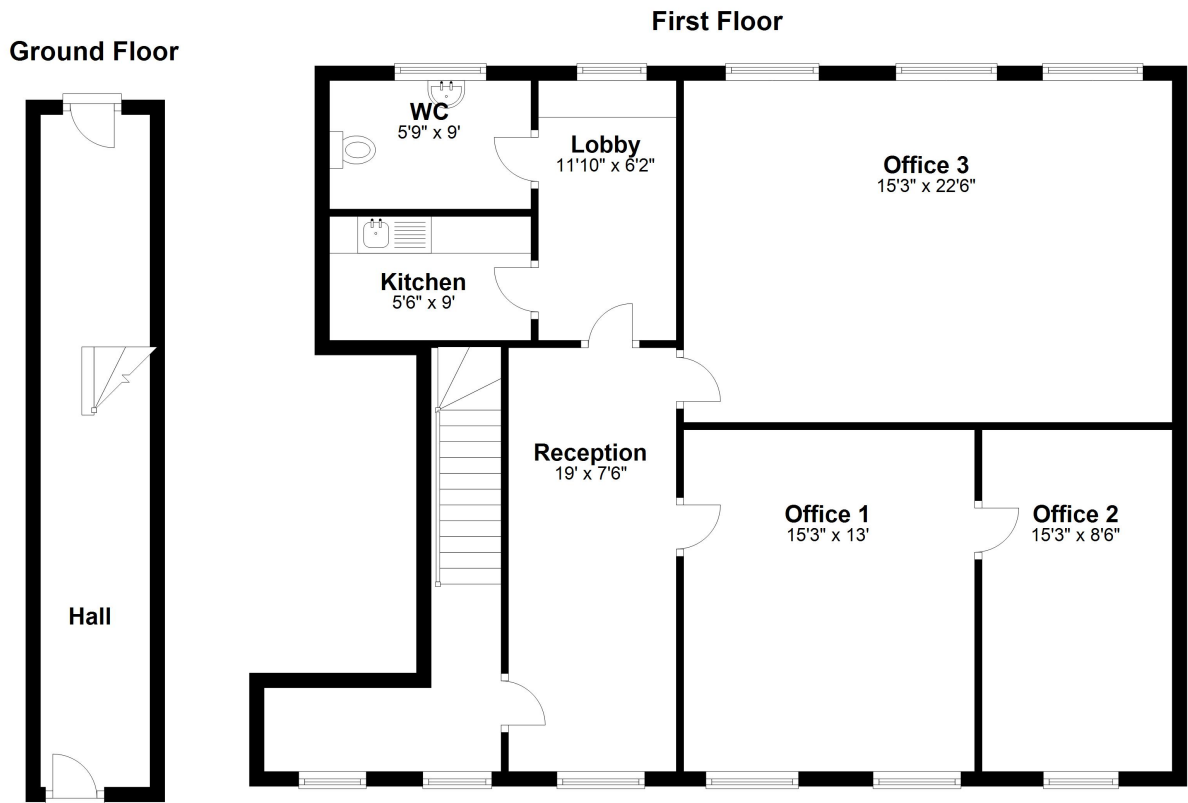 First Floor
Ground Floor
WC
5'9" x 9'
Lobby
11'10" x 6'2"
Office 3
15'3" x 22'6"
Kitchen
5'6" x 9'
Reception
19' x 7'6"
Office 1
15'3" x 13'
Office 2
15'3" x 8'6"
Hall